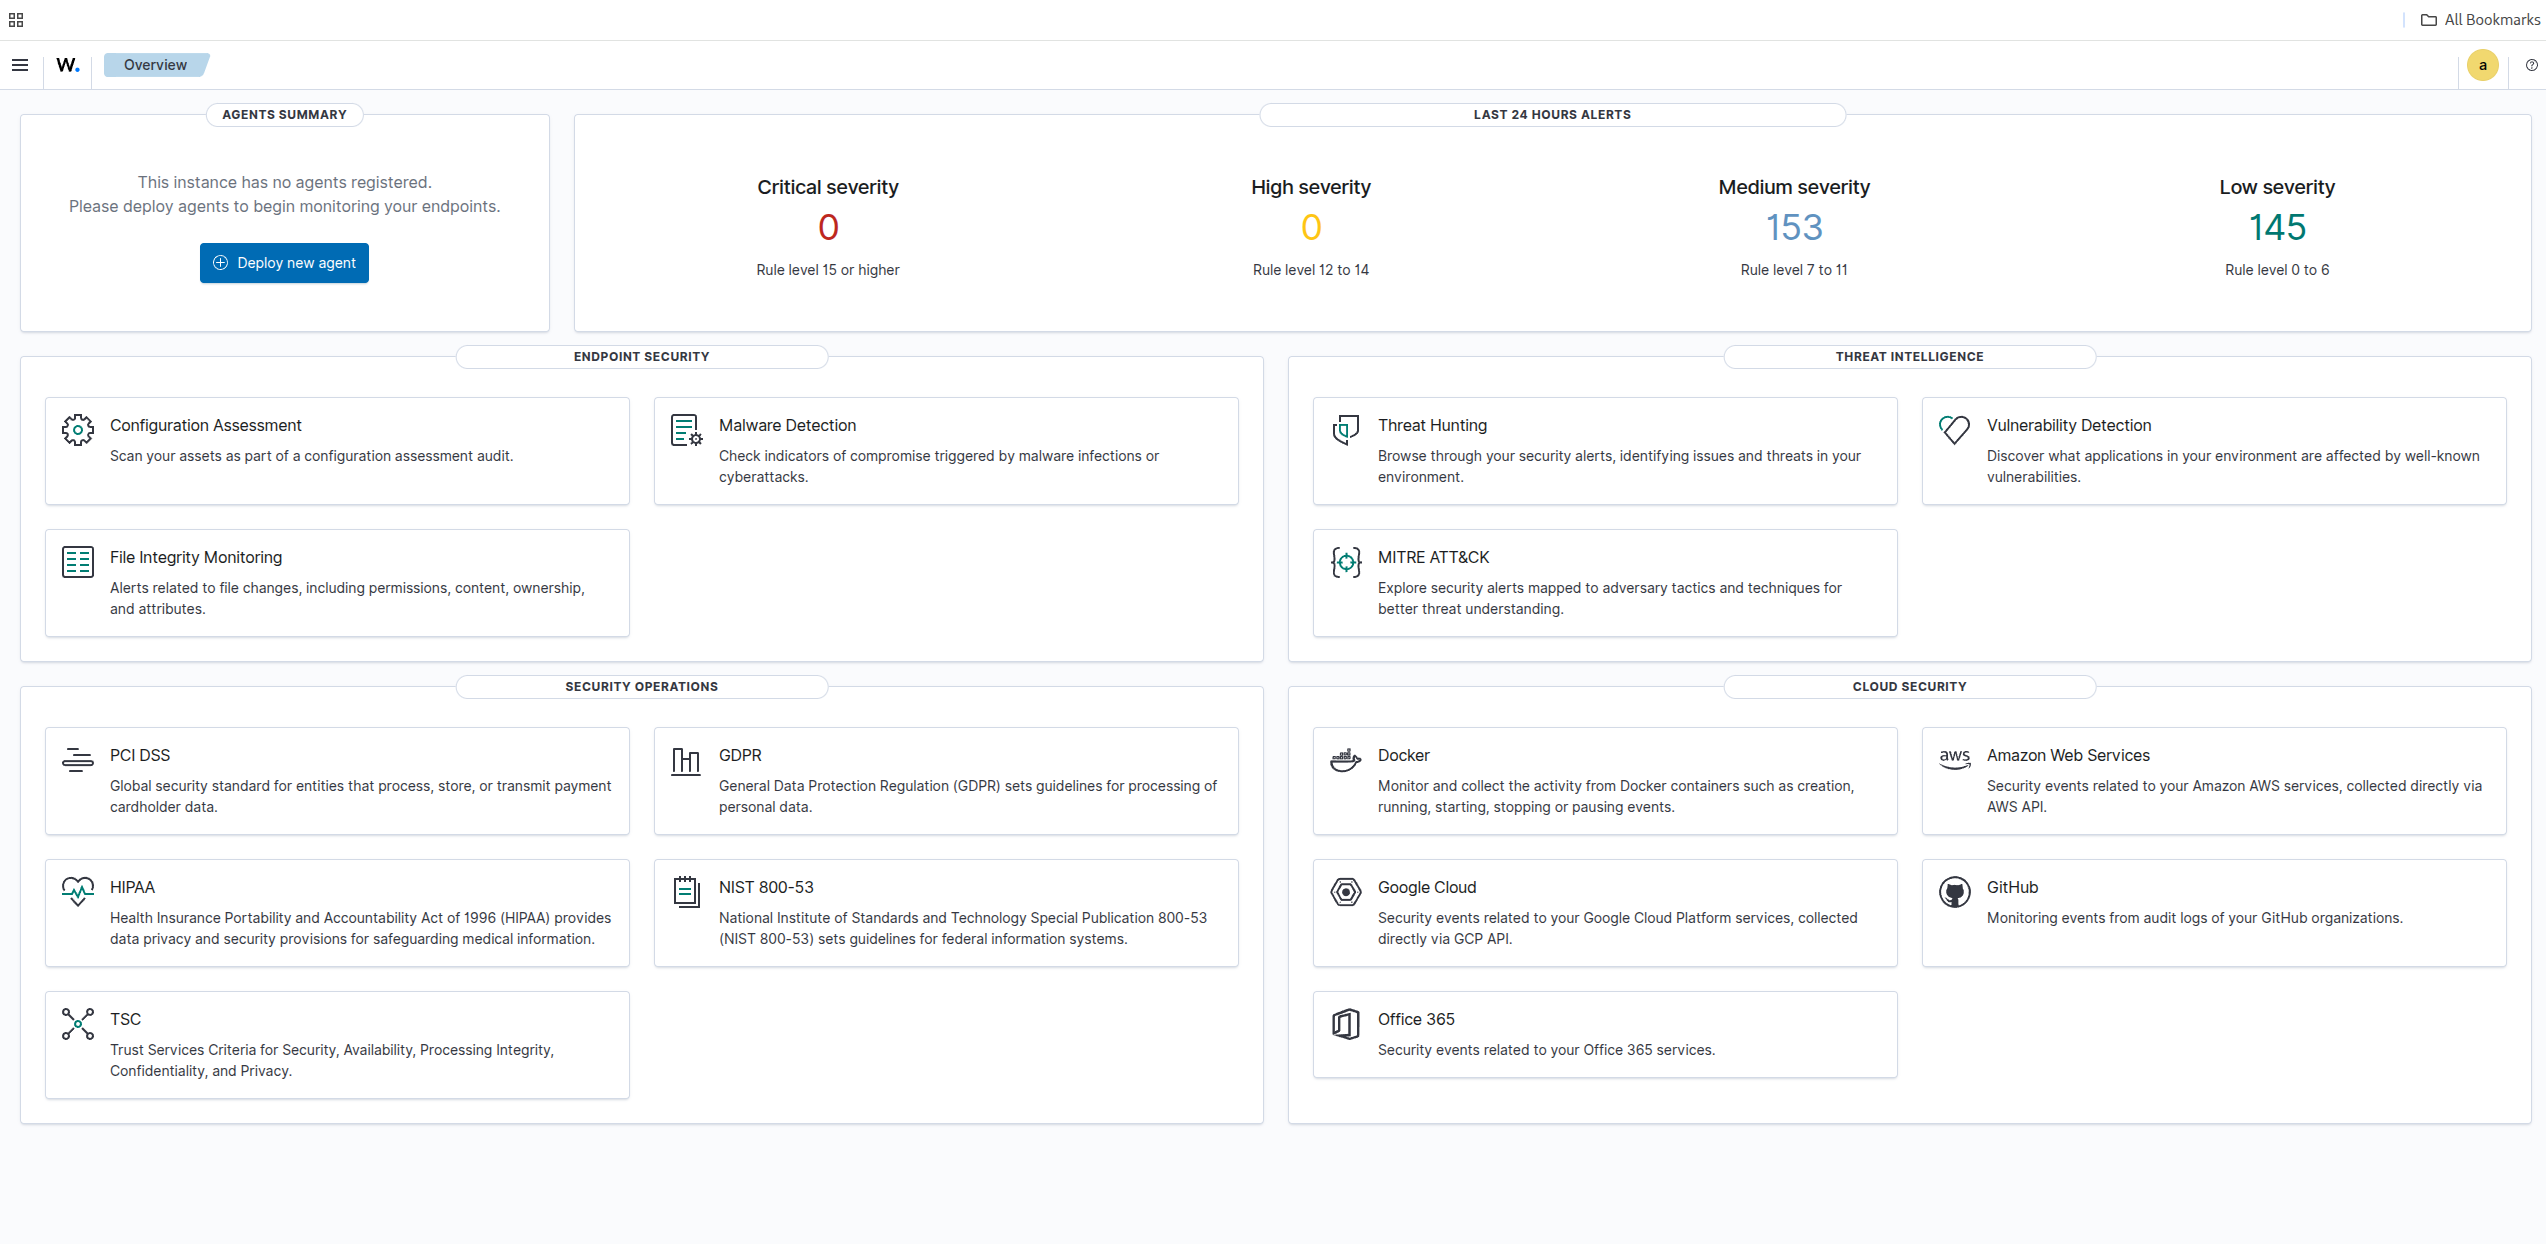 All Bookmarks
W.
Overview
a
AGENTS SUMMARY
This instance has no agents registered.
Please deploy agents to begin monitoring your endpoints.
Deploy new agent
LAST 24 HOURS ALERTS
Critical severity
0
Rule level 15 or higher
High severity
0
Rule level 12 to 14
Medium severity
153
Rule level 7 to 11
Low severity
145
Rule level 0 to 6
ENDPOINT SECURITY
Configuration Assessment
Scan your assets as part of a configuration assessment audit.
Malware Detection
Check indicators of compromise triggered by malware infections or
cyberattacks.
File Integrity Monitoring
Alerts related to file changes, including permissions, content, ownership,
and attributes.
THREAT INTELLIGENCE
Threat Hunting
Browse through your security alerts, identifying issues and threats in your
environment.
Vulnerability Detection
Discover what applications in your environment are affected by well-known
vulnerabilities.
MITRE ATT&CK
Explore security alerts mapped to adversary tactics and techniques for
better threat understanding.
SECURITY OPERATIONS
PCI DSS
Global security standard for entities that process, store, or transmit payment
cardholder data.
GDPR
General Data Protection Regulation (GDPR) sets guidelines for processing of
personal data.
HIPAA
Health Insurance Portability and Accountability Act of 1996 (HIPAA) provides
data privacy and security provisions for safeguarding medical information.
NIST 800-53
National Institute of Standards and Technology Special Publication 800-53
(NIST 800-53) sets guidelines for federal information systems.
TSC
Trust Services Criteria for Security, Availability, Processing Integrity,
Confidentiality, and Privacy.
CLOUD SECURITY
Docker
Monitor and collect the activity from Docker containers such as creation,
running, starting, stopping or pausing events.
aws
Amazon Web Services
Security events related to your Amazon AWS services, collected directly via
AWS API.
Google Cloud
Security events related to your Google Cloud Platform services, collected
directly via GCP API.
GitHub
Monitoring events from audit logs of your GitHub organizations.
Office 365
Security events related to your Office 365 services.